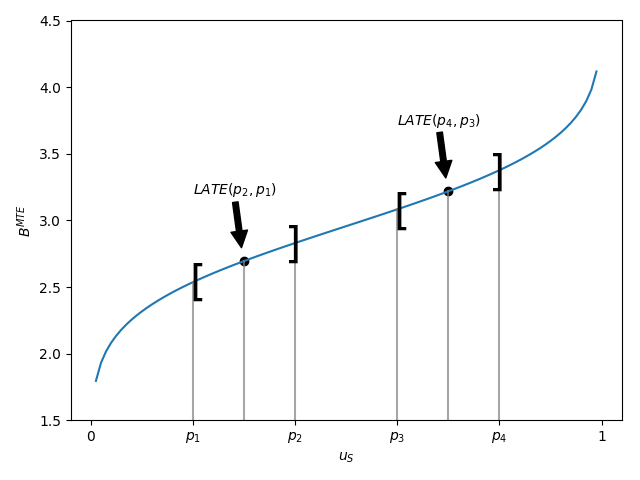 4.5
4.0
3.5
3.0
2.5
2.0
1.5
B^{MTE}
LATE(p_4, p_3)
LATE(p_2, p_1)
[ ] [ ]
0 p_1 p_2 p_3 p_4 1
u_S